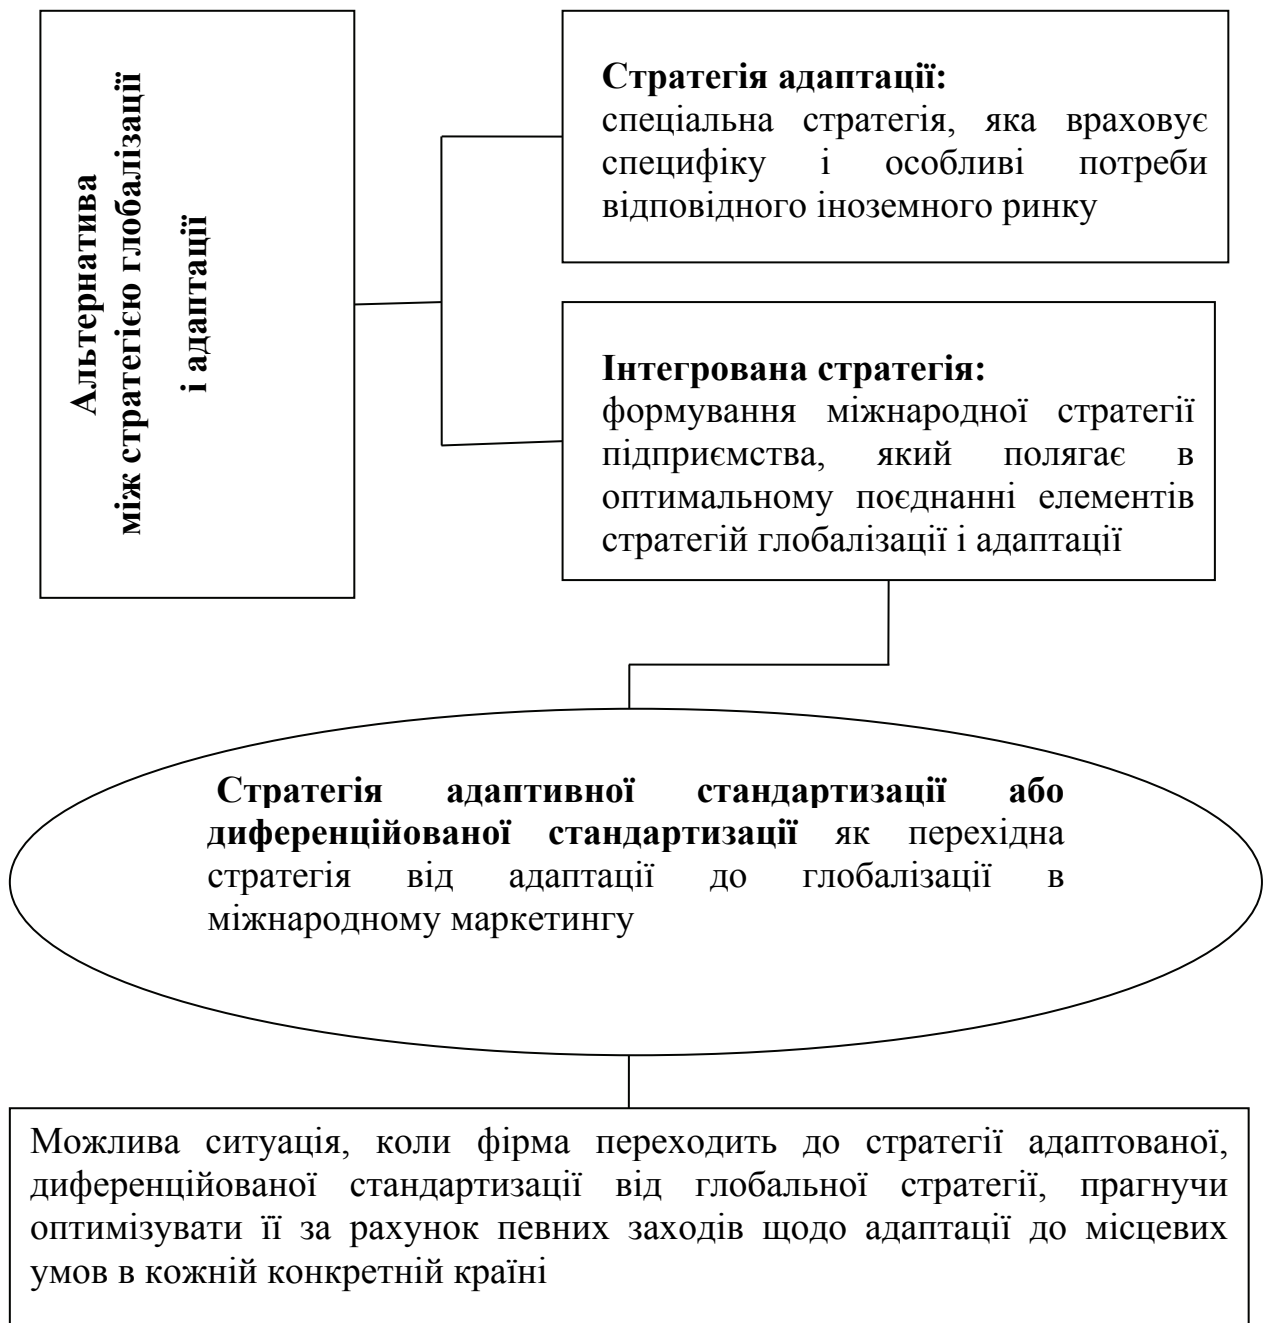 Альтернатива
між стратегією глобалізації
і адаптації
Стратегія адаптації:
спеціальна стратегія, яка враховує
специфіку і особливі потреби
відповідного іноземного ринку
Інтегрована стратегія:
формування міжнародної стратегії
підприємства, який полягає в
оптимальному поєднанні елементів
стратегій глобалізації і адаптації
Стратегія адаптивної стандартизації або
диференційованої стандартизації як перехідна
стратегія від адаптації до глобалізації в
міжнародному маркетингу
Можлива ситуація, коли фірма переходить до стратегії адаптованої,
диференційованої стандартизації від глобальної стратегії, прагнучи
оптимізувати її за рахунок певних заходів щодо адаптації до місцевих
умов в кожній конкретній країні